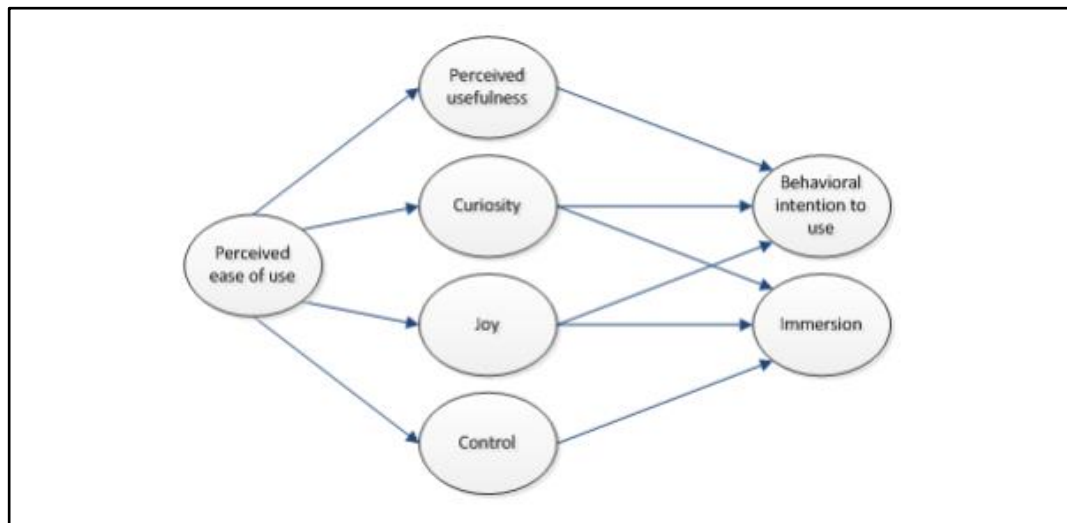 Perceived
usefulness
Curiosity
Behavioral
intention to
use
Perceived
ease of use
Joy
Immersion
Control